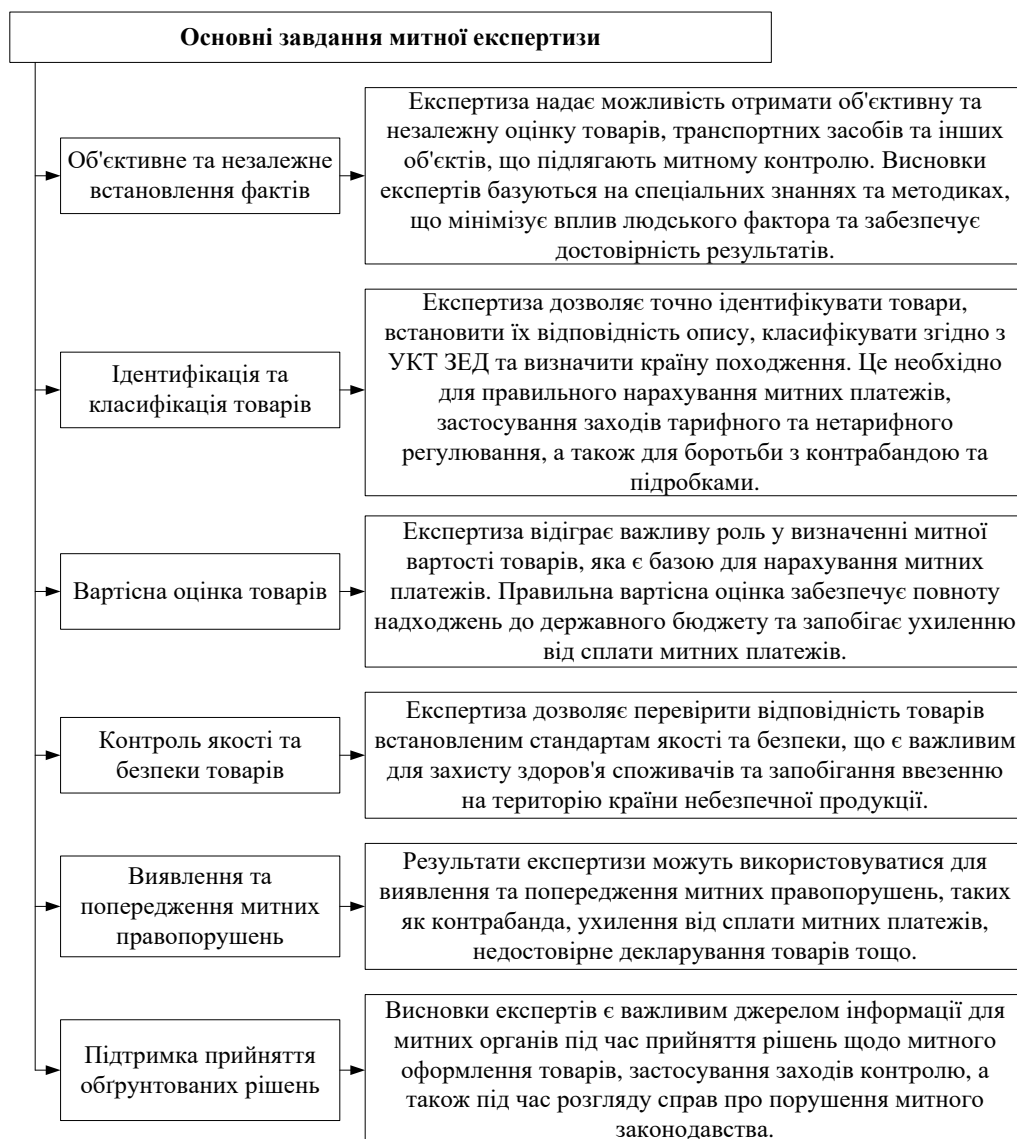 Основні завдання митної експертизи
Об'єктивне та незалежне
встановлення фактів
Експертиза надає можливість отримати об'єктивну та
незалежну оцінку товарів, транспортних засобів та інших
об'єктів, що підлягають митному контролю. Висновки
експертів базуються на спеціальних знаннях та методиках,
що мінімізує вплив людського фактора та забезпечує
достовірність результатів.
Ідентифікація та
класифікація товарів
Експертиза дозволяє точно ідентифікувати товари,
встановити їх відповідність опису, класифікувати згідно з
УКТ ЗЕД та визначити країну походження. Це необхідно
для правильного нарахування митних платежів,
застосування заходів тарифного та нетарифного
регулювання, а також для боротьби з контрабандою та
підробками.
Вартісна оцінка товарів
Експертиза відіграє важливу роль у визначенні митної
вартості товарів, яка є базою для нарахування митних
платежів. Правильна вартісна оцінка забезпечує повноту
надходжень до державного бюджету та запобігає ухиленню
від сплати митних платежів.
Контроль якості та
безпеки товарів
Експертиза дозволяє перевірити відповідність товарів
встановленим стандартам якості та безпеки, що є важливим
для захисту здоров'я споживачів та запобігання ввезенню
на територію країни небезпечної продукції.
Виявлення та
попередження митних
правопорушень
Результати експертизи можуть використовуватися для
виявлення та попередження митних правопорушень, таких
як контрабанда, ухилення від сплати митних платежів,
недостовірне декларування товарів тощо.
Підтримка прийняття
обґрунтованих рішень
Висновки експертів є важливим джерелом інформації для
митних органів під час прийняття рішень щодо митного
оформлення товарів, застосування заходів контролю, а
також під час розгляду справ про порушення митного
законодавства.